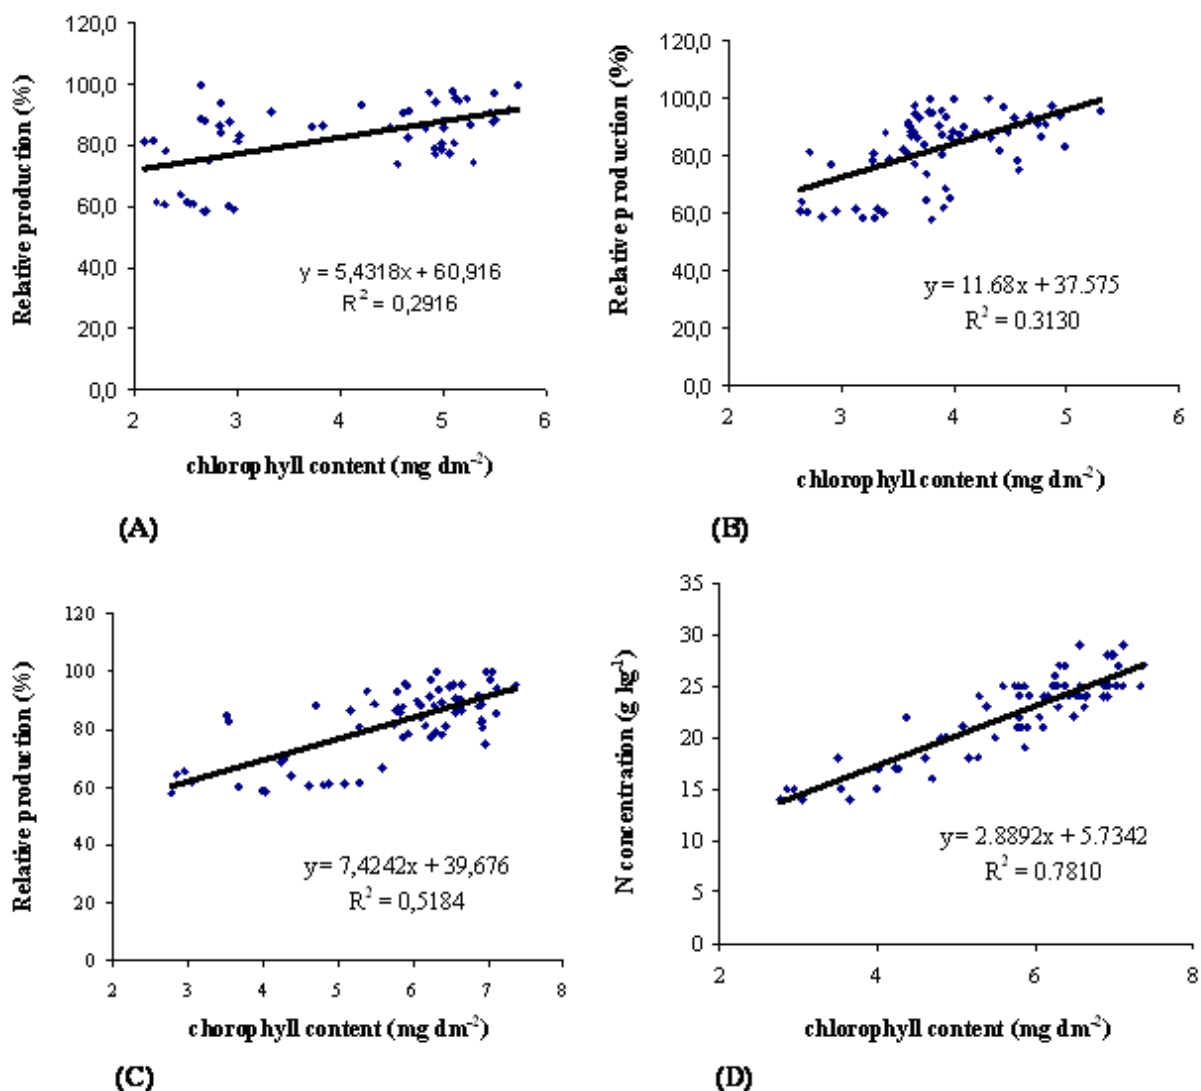 120,0
100,0
80,0
60,0
40,0
20,0
0,0
Relative production (%)
y = 5,4318x + 60,916
R² = 0,2916
2 3 4 5 6
chlorophyll content (mg dm⁻²)
(A)
120,0
100,0
80,0
60,0
40,0
20,0
0,0
Relative production (%)
y = 11.68x + 37.575
R² = 0.3130
2 3 4 5 6
chlorophyll content (mg dm⁻²)
(B)
120
100
80
60
40
20
0
Relative production (%)
y = 7,4242x + 39,676
R² = 0,5184
2 3 4 5 6 7 8
chorophyll content (mg dm⁻²)
(C)
35
30
25
20
15
10
5
0
N concentration (g kg⁻¹)
y = 2.8892x + 5.7342
R² = 0.7810
2 4 6 8
chlorophyll content (mg dm⁻²)
(D)